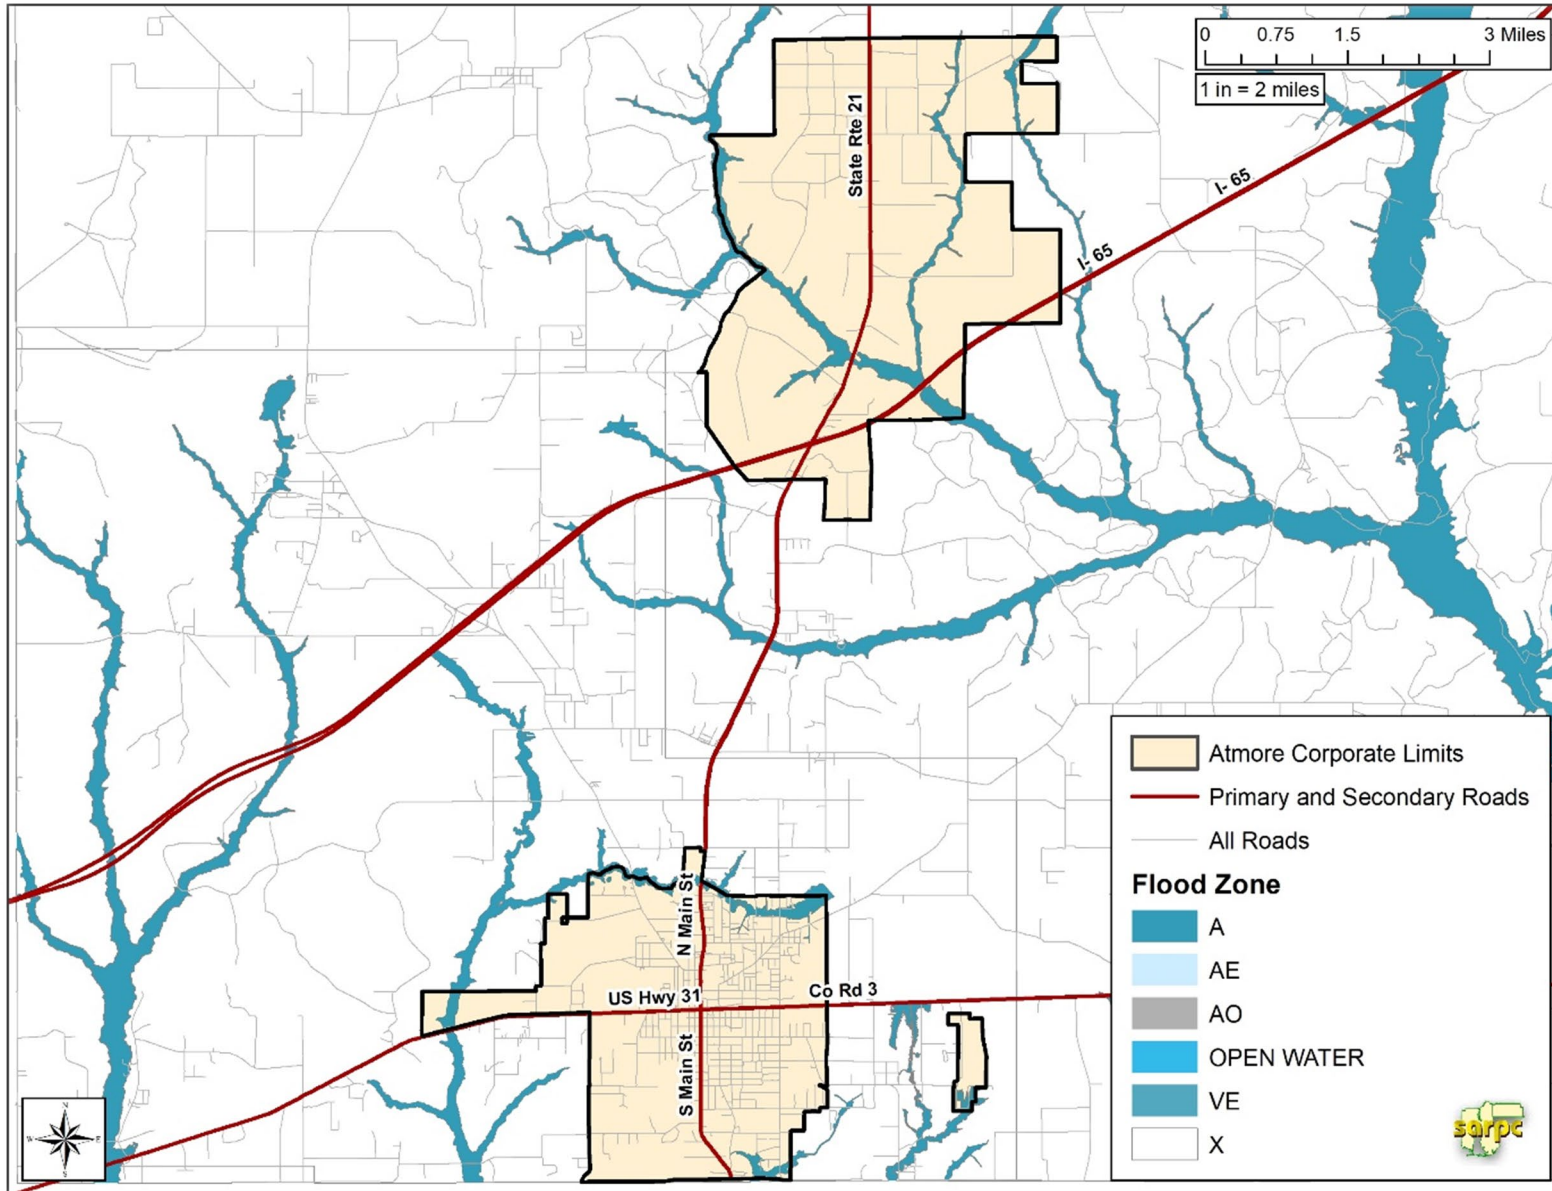 0 0.75 1.5 3 Miles
1 in = 2 miles
State Rte 21
I- 65
I- 65
N Main St
US Hwy 31
Co Rd 3
S Main St
Atmore Corporate Limits
Primary and Secondary Roads
All Roads
Flood Zone
A
AE
AO
OPEN WATER
VE
X
sarpc